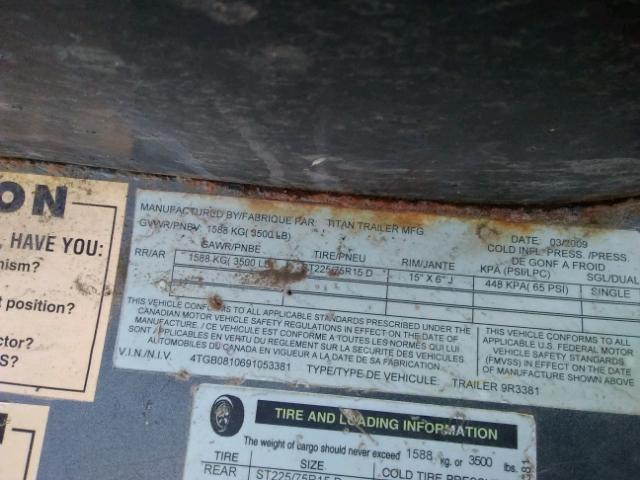 ON
, HAVE YOU:
nism?
t position?
ctor?
S?
N
MANUFACTURED BY/FABRIQUE PAR: TITAN TRAILER MFG
DATE: 03/2009
GVWR/PNBV 1588 KG( 3500 LB)
COLD INFL. PRESS. /PRESS.
DE GONFLE A FROID
GAWR/PNBE TIRE/PNEU RIM/JANTE KPA (PSI/LPC) SGL/DUAL
RR/AR 1588 KG( 3500 LB ST225/75R15 D 15" X 6" J 448 KPA( 65 PSI) SINGLE
THIS VEHICLE CONFORMS TO ALL APPLICABLE STANDARDS PRESCRIBED UNDER THE
CANADIAN MOTOR VEHICLE SAFETY REGULATIONS IN EFFECT ON THE DATE OF
MANUFACTURE. / CE VEHICULE EST CONFORME A TOUTES LES NORMES QUI LUI
SONT APPLICABLES EN VERTU DU REGLEMENT SUR LA SECURITE DES VEHICULES
AUTOMOBILES DU CANADA EN VIGUEUR A LA DATE DE SA FABRICATION.
THIS VEHICLE CONFORMS TO ALL
APPLICABLE U.S. FEDERAL MOTOR
VEHICLE SAFETY STANDARDS
(FMVSS) IN EFFECT ON THE DATE
OF MANUFACTURE SHOWN ABOVE
V.I.N./N.I.V. 4TGB0810691053381 TYPE/TYPE DE VEHICULE: TRAILER 9R3381
TIRE AND LOADING INFORMATION
The weight of cargo should never exceed 1588 kg. or 3500 lbs.
TIRE SIZE COLD TIRE PRESS
REAR ST225/75R15 D